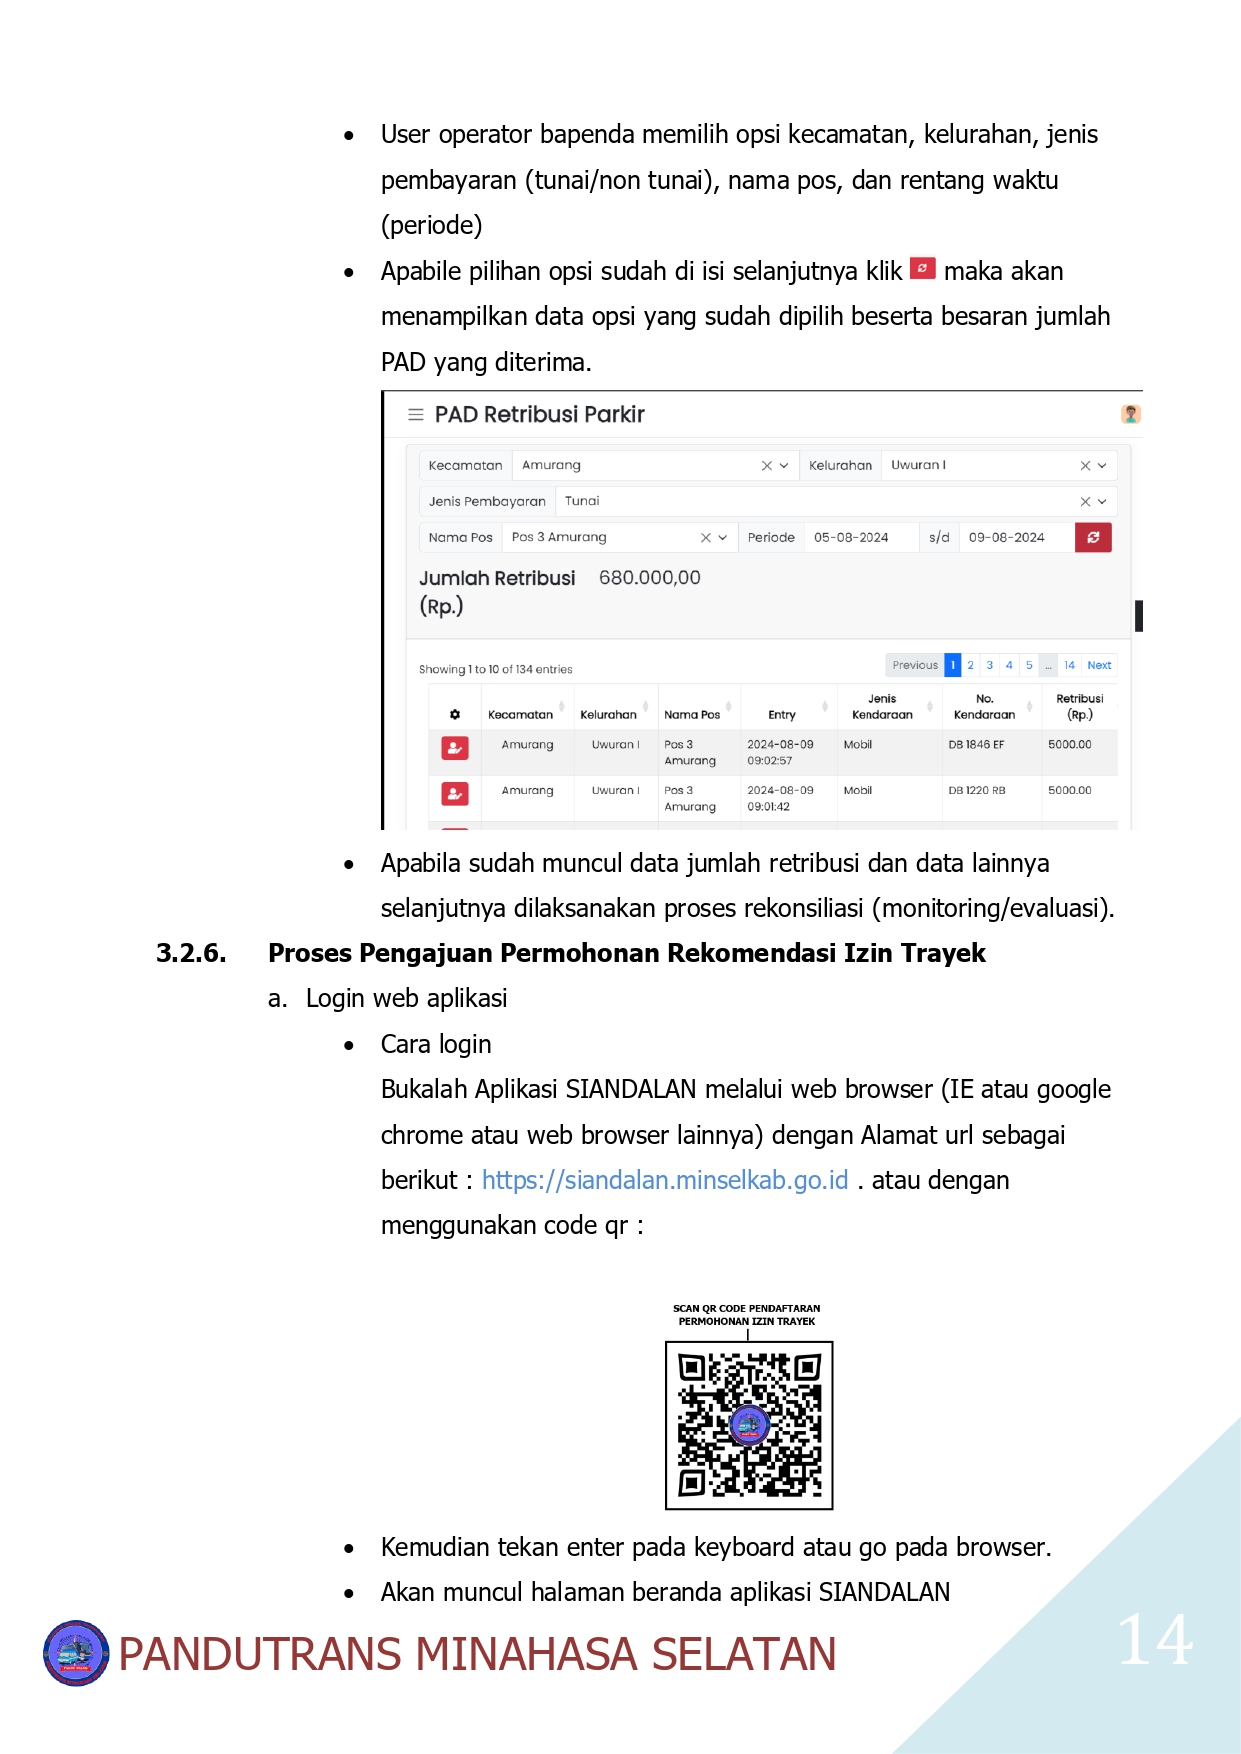 • User operator bapenda memilih opsi kecamatan, kelurahan, jenis
pembayaran (tunai/non tunai), nama pos, dan rentang waktu
(periode)
• Apabile pilihan opsi sudah di isi selanjutnya klik maka akan
menampilkan data opsi yang sudah dipilih beserta besaran jumlah
PAD yang diterima.
PAD Retribusi Parkir
Kecamatan Amurang Kelurahan Uwuran I
Jenis Pembayaran Tunai
Nama Pos Pos 3 Amurang Periode 05-08-2024 s/d 09-08-2024
Jumlah Retribusi 680.000,00
(Rp.)
Showing 1 to 10 of 134 entries Previous 1 2 3 4 5 ... 14 Next
Kecamatan Kelurahan Nama Pos Entry Jenis Kendaraan No. Kendaraan Retribusi (Rp.)
Amurang Uwuran I Pos 3 Amurang 2024-08-09 09:02:57 Mobil DB 1846 EF 5000.00
Amurang Uwuran I Pos 3 Amurang 2024-08-09 09:01:42 Mobil DB 1220 RB 5000.00
• Apabila sudah muncul data jumlah retribusi dan data lainnya
selanjutnya dilaksanakan proses rekonsiliasi (monitoring/evaluasi).
3.2.6. Proses Pengajuan Permohonan Rekomendasi Izin Trayek
a. Login web aplikasi
• Cara login
Bukalah Aplikasi SIANDALAN melalui web browser (IE atau google
chrome atau web browser lainnya) dengan Alamat url sebagai
berikut : https://siandalan.minselkab.go.id . atau dengan
menggunakan code qr :
SCAN QR CODE PENDAFTARAN
PERMOHONAN IZIN TRAYEK
• Kemudian tekan enter pada keyboard atau go pada browser.
• Akan muncul halaman beranda aplikasi SIANDALAN
PANDUTRANS MINAHASA SELATAN
14